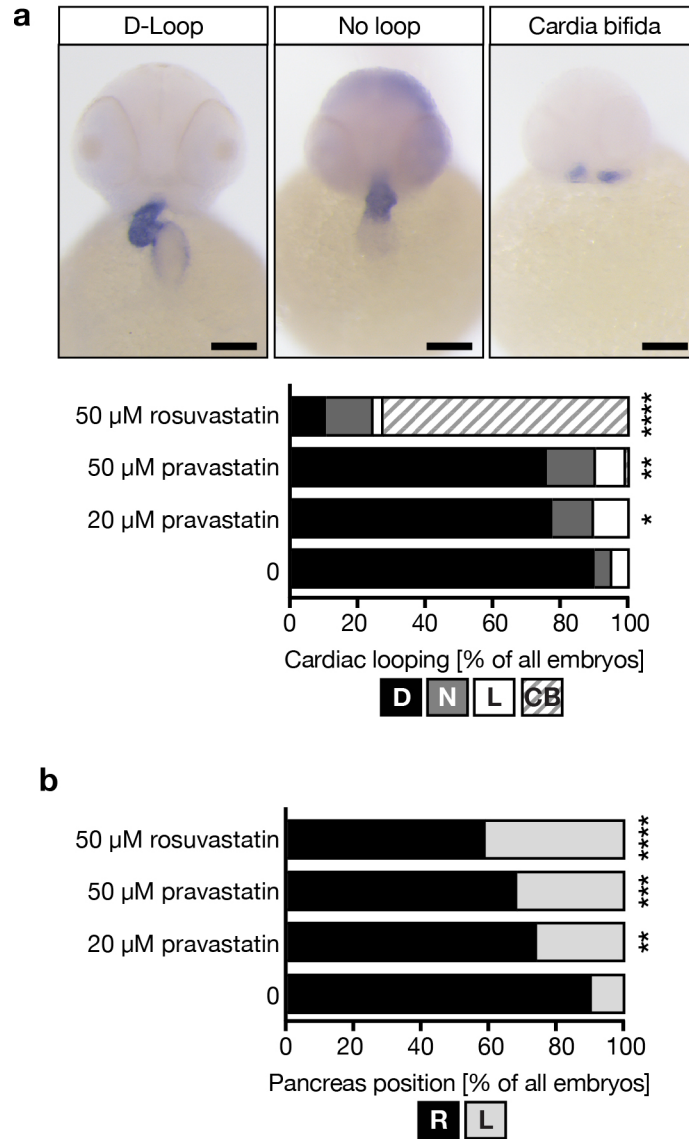 a
D-Loop No loop Cardia bifida
50 µM rosuvastatin ****
50 µM pravastatin **
20 µM pravastatin *
0
0 20 40 60 80 100
Cardiac looping [% of all embryos]
D N L CB
b
50 µM rosuvastatin ****
50 µM pravastatin ***
20 µM pravastatin **
0
0 20 40 60 80 100
Pancreas position [% of all embryos]
R L